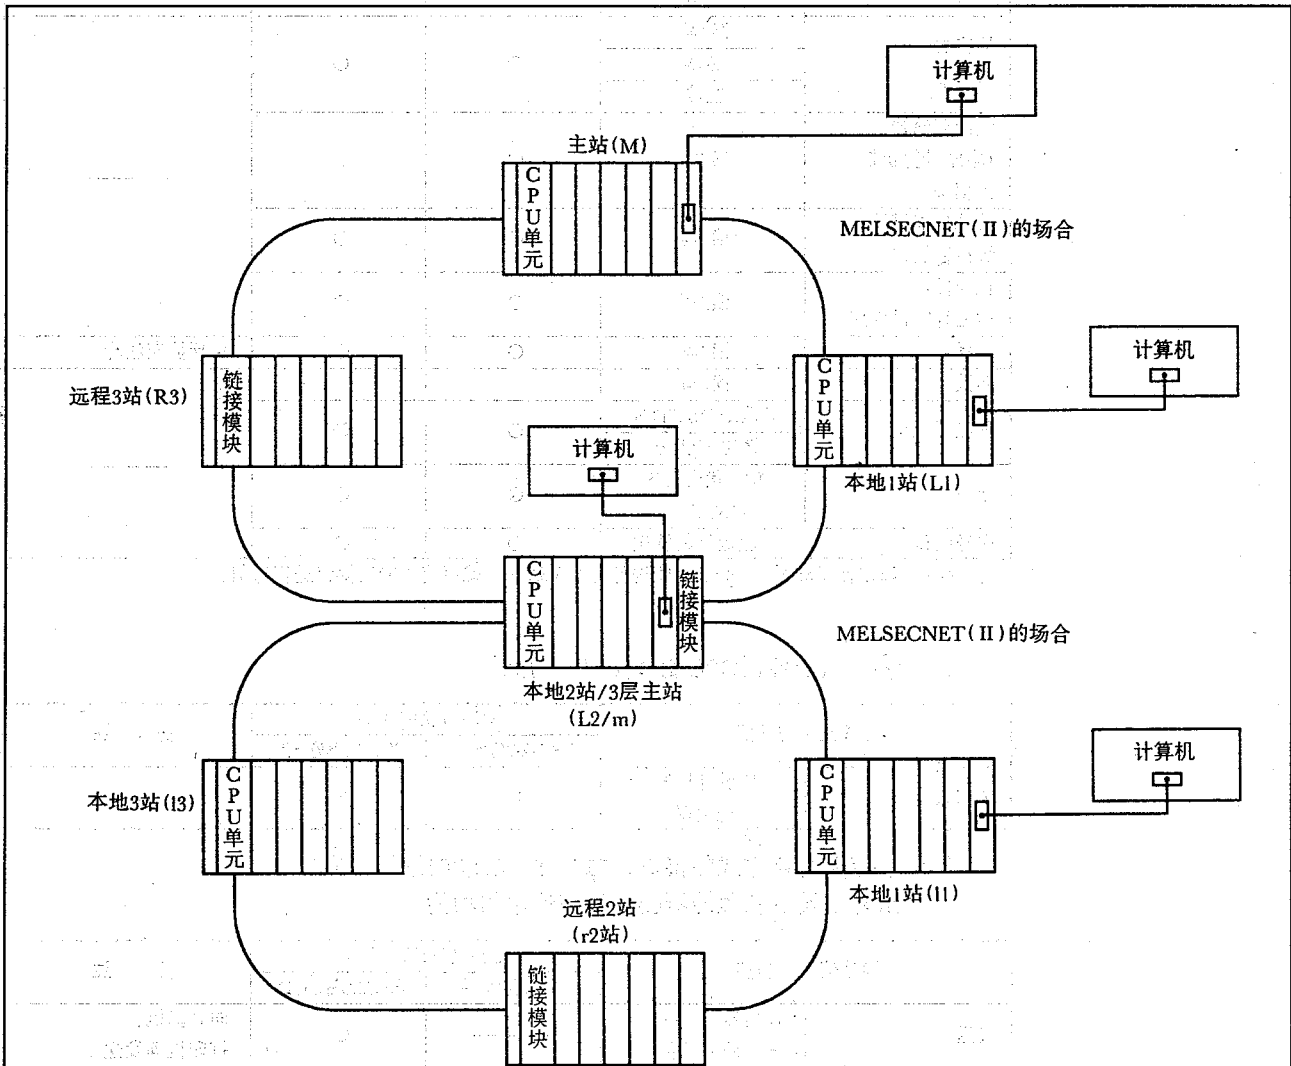 计算机
主站(M)
CPU单元
MELSECNET(II)的场合
计算机
远程3站(R3)
链接模块
CPU单元
计算机
本地1站(L1)
CPU单元
链接模块
MELSECNET(II)的场合
本地2站/3层主站
(L2/m)
计算机
本地3站(l3)
CPU单元
CPU单元
本地1站(l1)
远程2站
(r2站)
链接模块